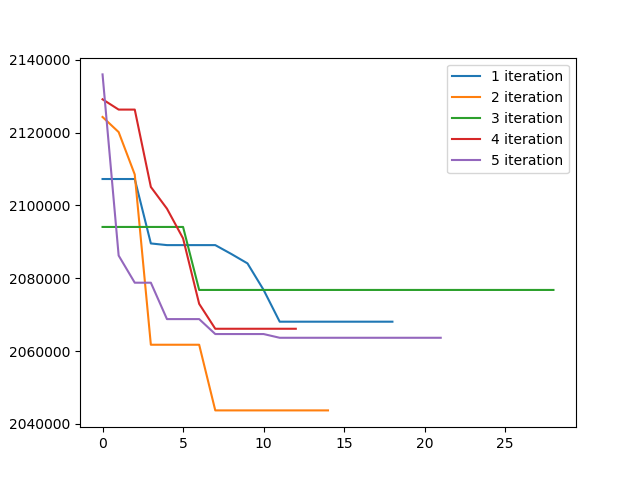 2140000
2120000
2100000
2080000
2060000
2040000
0 5 10 15 20 25
1 iteration
2 iteration
3 iteration
4 iteration
5 iteration